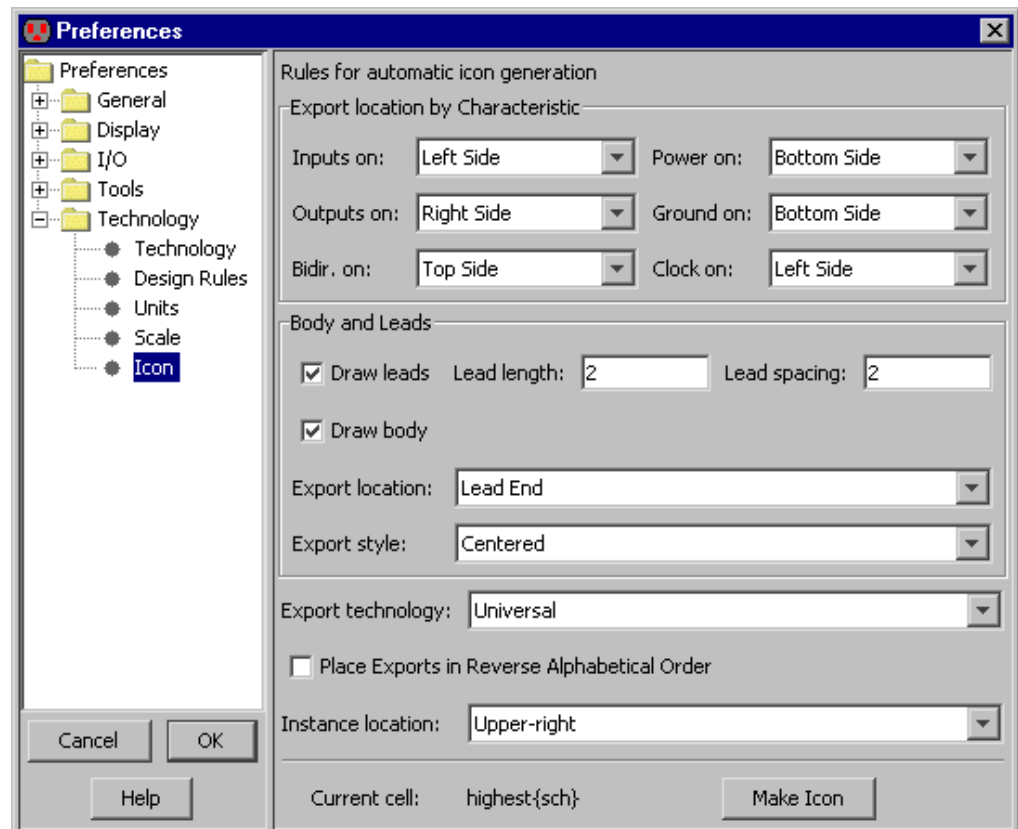 Preferences
Preferences
General
Display
I/O
Tools
Technology
Technology
Design Rules
Units
Scale
Icon
Cancel OK
Help
Rules for automatic icon generation
Export location by Characteristic
Inputs on: Left Side Power on: Bottom Side
Outputs on: Right Side Ground on: Bottom Side
Bidir. on: Top Side Clock on: Left Side
Body and Leads
Draw leads Lead length: 2 Lead spacing: 2
Draw body
Export location: Lead End
Export style: Centered
Export technology: Universal
Place Exports in Reverse Alphabetical Order
Instance location: Upper-right
Current cell: highest{sch} Make Icon